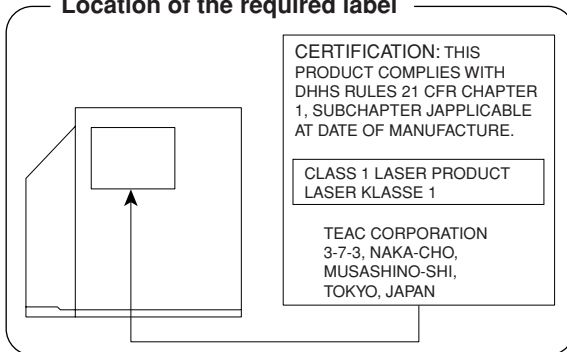 Location of the required label
CERTIFICATION: THIS
PRODUCT COMPLIES WITH
DHHS RULES 21 CFR CHAPTER
1, SUBCHAPTER JAPPLICABLE
AT DATE OF MANUFACTURE.
CLASS 1 LASER PRODUCT
LASER KLASSE 1
TEAC CORPORATION
3-7-3, NAKA-CHO,
MUSASHINO-SHI,
TOKYO, JAPAN